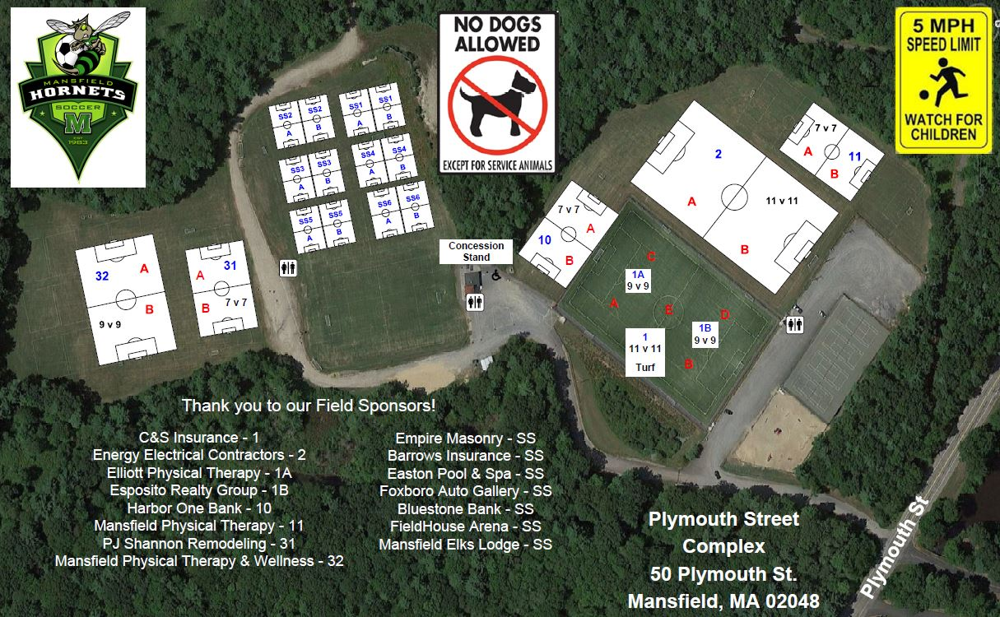 MANSFIELD
HORNETS
SOCCER
M
EST
1983
NO DOGS
ALLOWED
EXCEPT FOR SERVICE ANIMALS
5 MPH
SPEED LIMIT
WATCH FOR
CHILDREN
SS2
A
SS2
B
SS1
A
SS1
B
SS3
A
SS3
B
SS4
A
SS4
B
SS5
A
SS5
B
SS6
A
SS6
B
32
A
B
9 v 9
31
A
B
7 v 7
Concession
Stand
7 v 7
A
10
B
2
A
11 v 11
B
7 v 7
A
11
B
C
1A
9 v 9
A
E
D
1B
9 v 9
1
11 v 11
Turf
B
Thank you to our Field Sponsors!
C&S Insurance - 1
Energy Electrical Contractors - 2
Elliott Physical Therapy - 1A
Esposito Realty Group - 1B
Harbor One Bank - 10
Mansfield Physical Therapy - 11
PJ Shannon Remodeling - 31
Mansfield Physical Therapy & Wellness - 32
Empire Masonry - SS
Barrows Insurance - SS
Easton Pool & Spa - SS
Foxboro Auto Gallery - SS
Bluestone Bank - SS
FieldHouse Arena - SS
Mansfield Elks Lodge - SS
Plymouth Street
Complex
50 Plymouth St.
Mansfield, MA 02048
Plymouth St